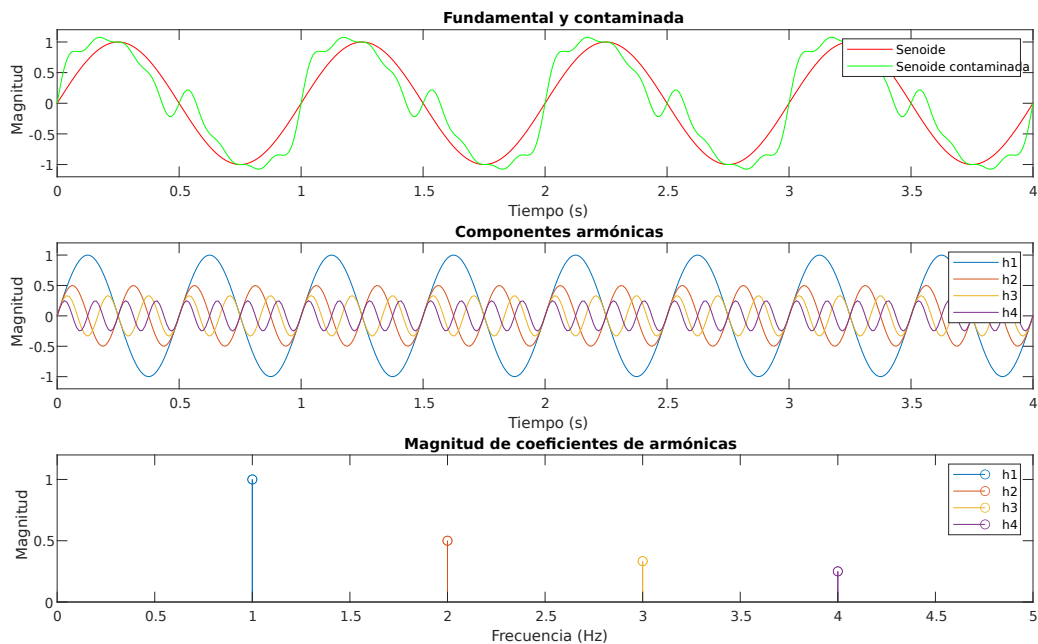 Fundamental y contaminada
Magnitud
1
0.5
0
-0.5
-1
Senoide
Senoide contaminada
0 0.5 1 1.5 2 2.5 3 3.5 4
Tiempo (s)
Componentes armónicas
Magnitud
1
0.5
0
-0.5
-1
h1
h2
h3
h4
0 0.5 1 1.5 2 2.5 3 3.5 4
Tiempo (s)
Magnitud de coeficientes de armónicas
Magnitud
1
0.5
0
h1
h2
h3
h4
0 0.5 1 1.5 2 2.5 3 3.5 4 4.5 5
Frecuencia (Hz)